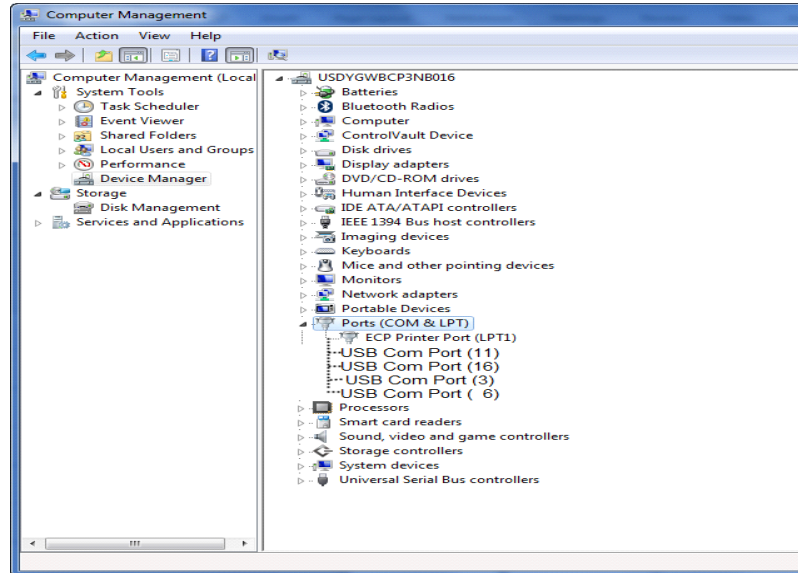 Computer Management
File Action View Help
Computer Management (Local
System Tools
Task Scheduler
Event Viewer
Shared Folders
Local Users and Groups
Performance
Device Manager
Storage
Disk Management
Services and Applications
USDYGWBCP3NB016
Batteries
Bluetooth Radios
Computer
ControlVault Device
Disk drives
Display adapters
DVD/CD-ROM drives
Human Interface Devices
IDE ATA/ATAPI controllers
IEEE 1394 Bus host controllers
Imaging devices
Keyboards
Mice and other pointing devices
Monitors
Network adapters
Portable Devices
Ports (COM & LPT)
ECP Printer Port (LPT1)
USB Com Port (11)
USB Com Port (16)
USB Com Port (3)
USB Com Port ( 6)
Processors
Smart card readers
Sound, video and game controllers
Storage controllers
System devices
Universal Serial Bus controllers